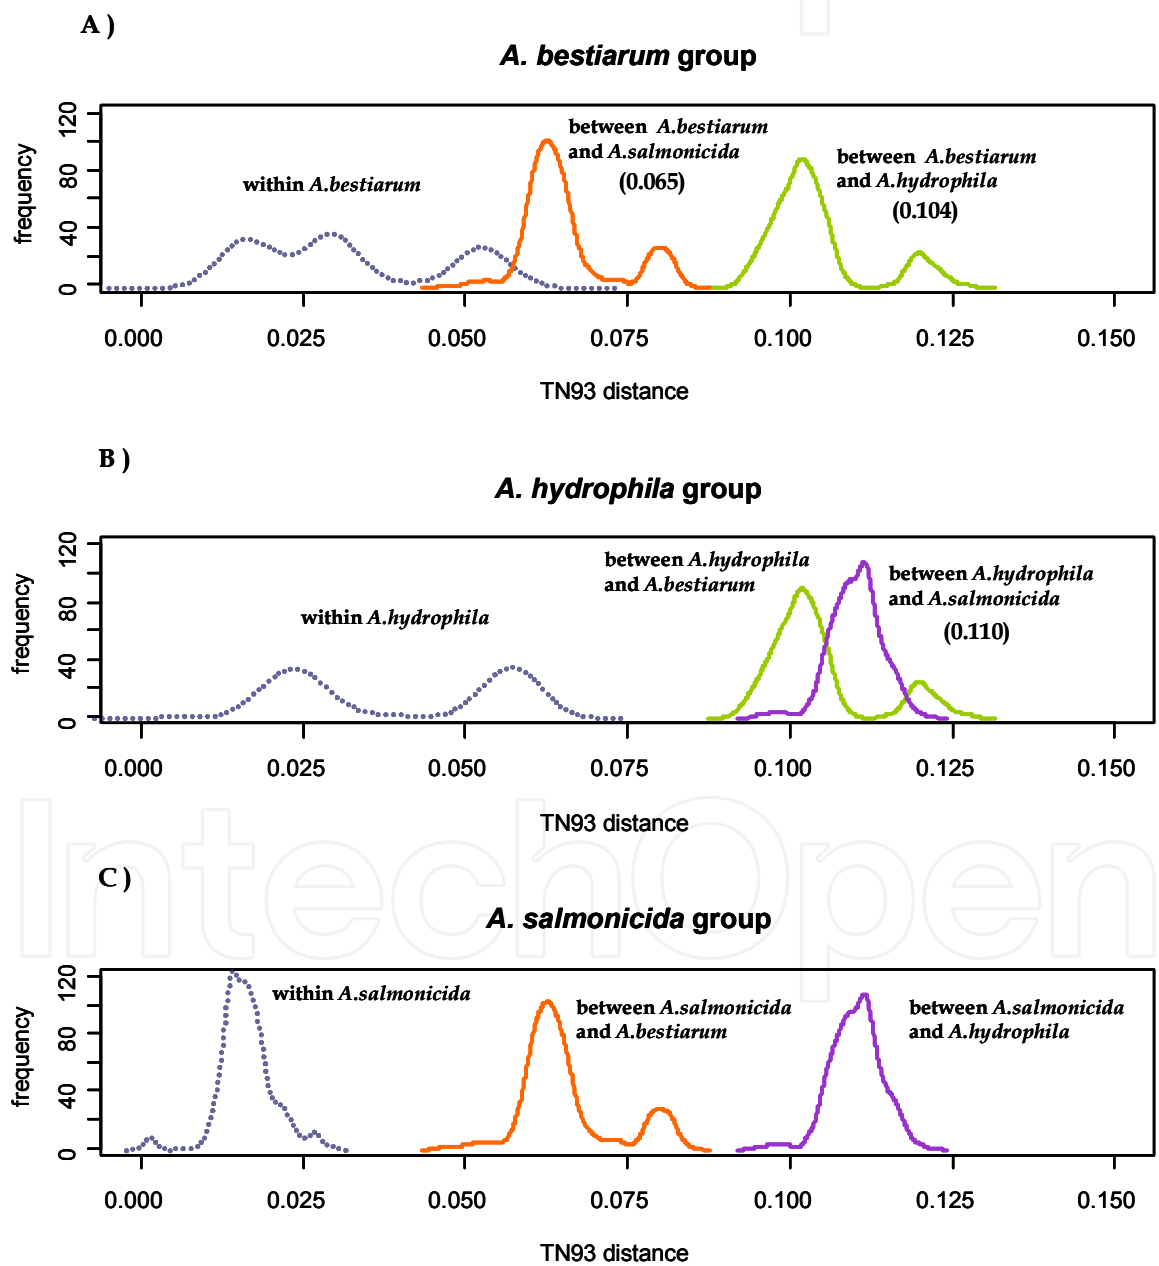 A )
A. bestiarum group
frequency
120
80
40
0
within A.bestiarum
between A.bestiarum
and A.salmonicida
(0.065)
between A.bestiarum
and A.hydrophila
(0.104)
0.000 0.025 0.050 0.075 0.100 0.125 0.150
TN93 distance
B )
A. hydrophila group
frequency
120
80
40
0
within A.hydrophila
between A.hydrophila
and A.bestiarum
between A.hydrophila
and A.salmonicida
(0.110)
0.000 0.025 0.050 0.075 0.100 0.125 0.150
TN93 distance
IntechOpen
C )
A. salmonicida group
frequency
120
80
40
0
within A.salmonicida
between A.salmonicida
and A.bestiarum
between A.salmonicida
and A.hydrophila
0.000 0.025 0.050 0.075 0.100 0.125 0.150
TN93 distance